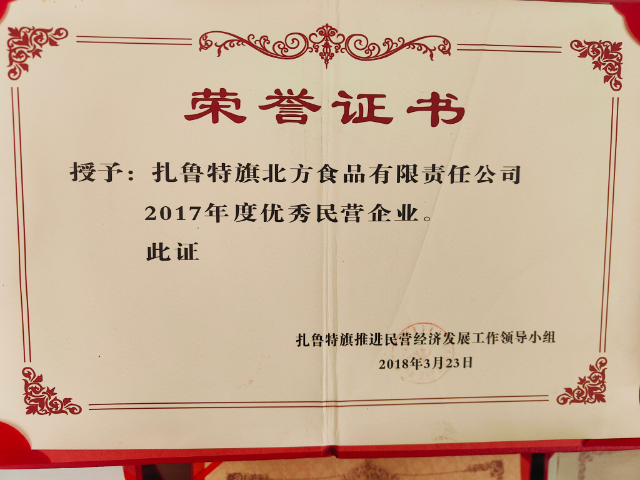 荣誉证书
授予：扎鲁特旗北方食品有限责任公司
2017年度优秀民营企业。
此证
扎鲁特旗推进民营经济发展工作领导小组
2018年3月23日